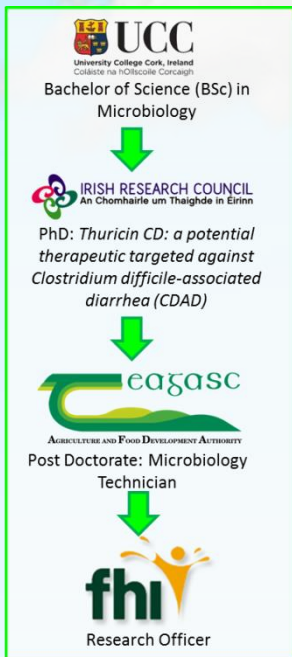 UCC
University College Cork, Ireland
Coláiste na hOllscoile Corcaigh
Bachelor of Science (BSc) in
Microbiology
IRISH RESEARCH COUNCIL
An Chomhairle um Thaighde in Éirinn
PhD: Thuricin CD: a potential
therapeutic targeted against
Clostridium difficile-associated
diarrhea (CDAD)
eagasc
AGRICULTURE AND FOOD DEVELOPMENT AUTHORITY
Post Doctorate: Microbiology
Technician
fhi
Research Officer